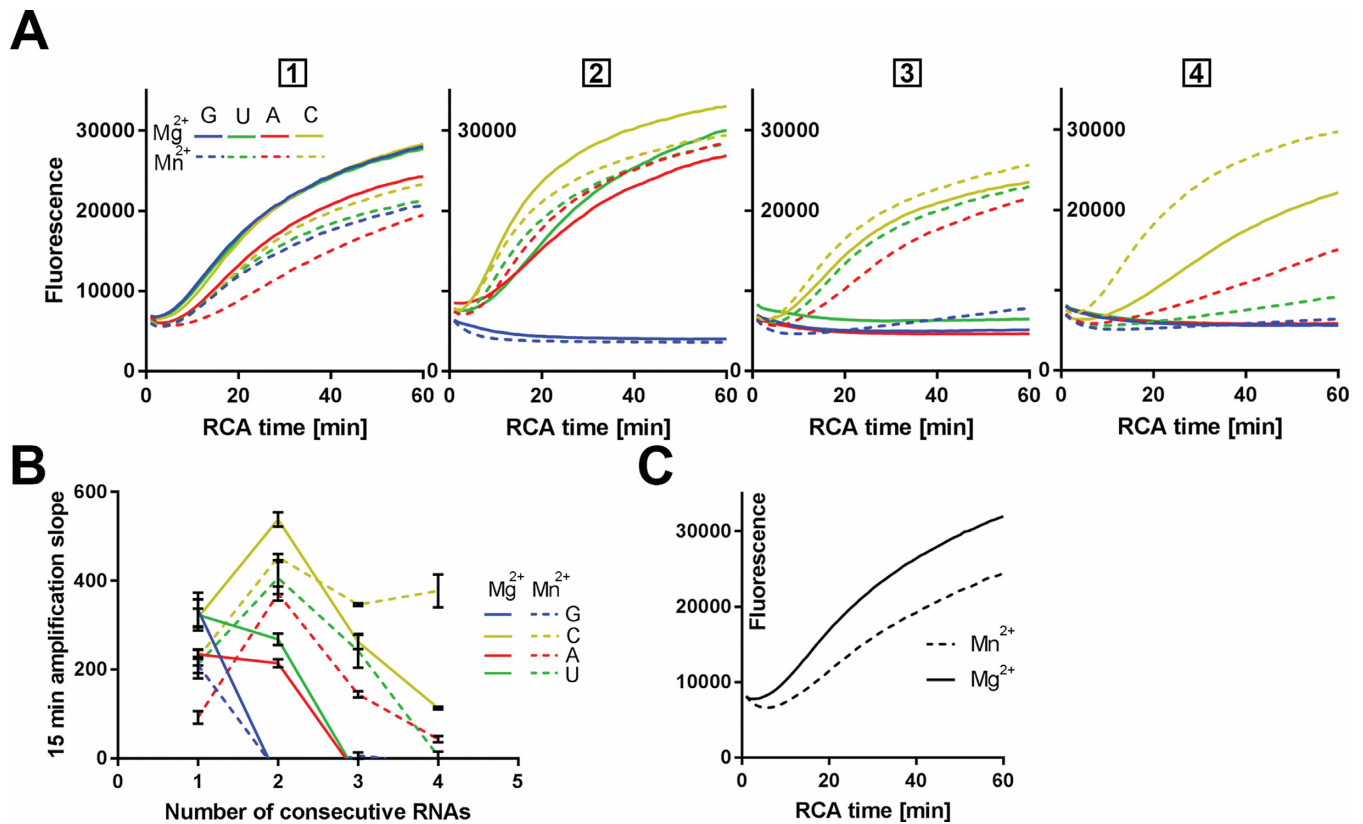 A
1 2 3 4
G U A C
Mg2+
Mn2+
Fluorescence
30000
20000
10000
0
0 20 40 60
RCA time [min]
30000
20000
0
0 20 40 60
RCA time [min]
30000
20000
0
0 20 40 60
RCA time [min]
30000
20000
0
0 20 40 60
RCA time [min]
B
15 min amplification slope
600
400
200
0
0 1 2 3 4 5
Number of consecutive RNAs
Mg2+ Mn2+
G
C
A
U
C
Fluorescence
30000
20000
10000
0
0 20 40 60
RCA time [min]
Mn2+
Mg2+